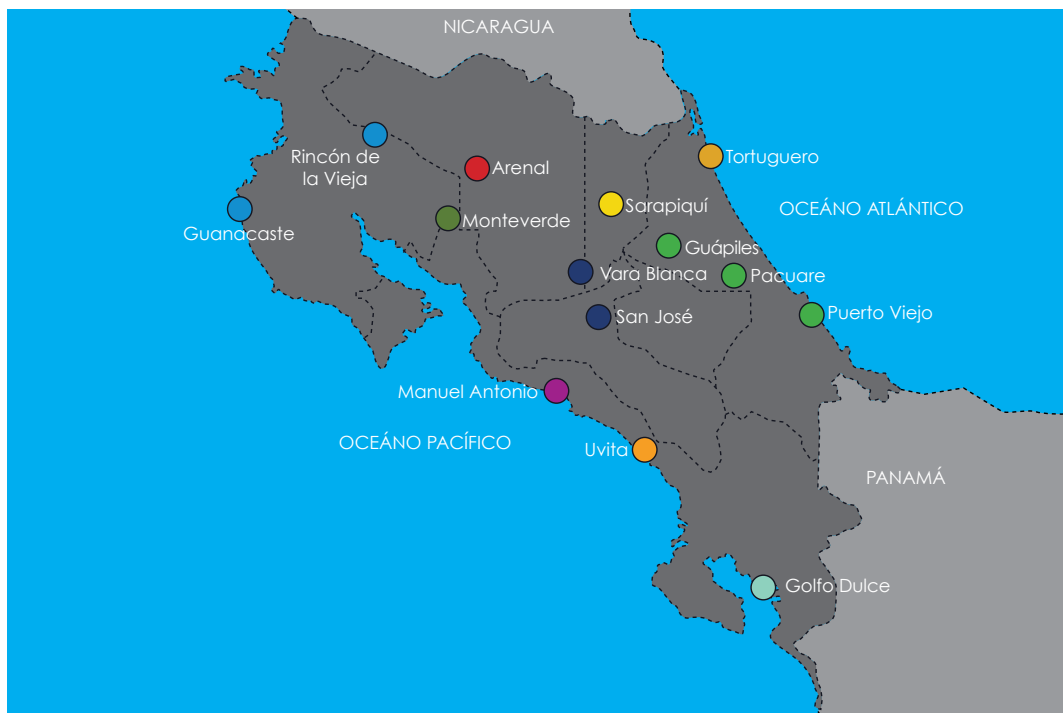 NICARAGUA
Rincón de
la Vieja
Arenal
Tortuguero
Monteverde
Sarapiquí
OCEÁNO ATLÁNTICO
Guanacaste
Guápiles
Vara Blanca
Pacuare
San José
Puerto Viejo
Manuel Antonio
OCEÁNO PACÍFICO
Uvita
PANAMÁ
Golfo Dulce